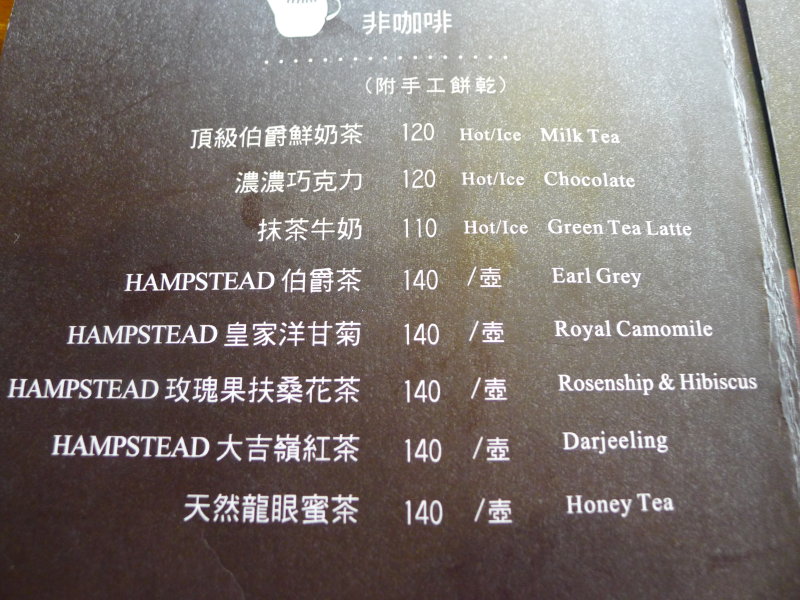 非咖啡
(附手工餅乾)
頂級伯爵鮮奶茶 120 Hot/Ice Milk Tea
濃濃巧克力 120 Hot/Ice Chocolate
抹茶牛奶 110 Hot/Ice Green Tea Latte
HAMPSTEAD 伯爵茶 140 /壺 Earl Grey
HAMPSTEAD 皇家洋甘菊 140 /壺 Royal Camomile
HAMPSTEAD 玫瑰果扶桑花茶 140 /壺 Rosenship & Hibiscus
HAMPSTEAD 大吉嶺紅茶 140 /壺 Darjeeling
天然龍眼蜜茶 140 /壺 Honey Tea